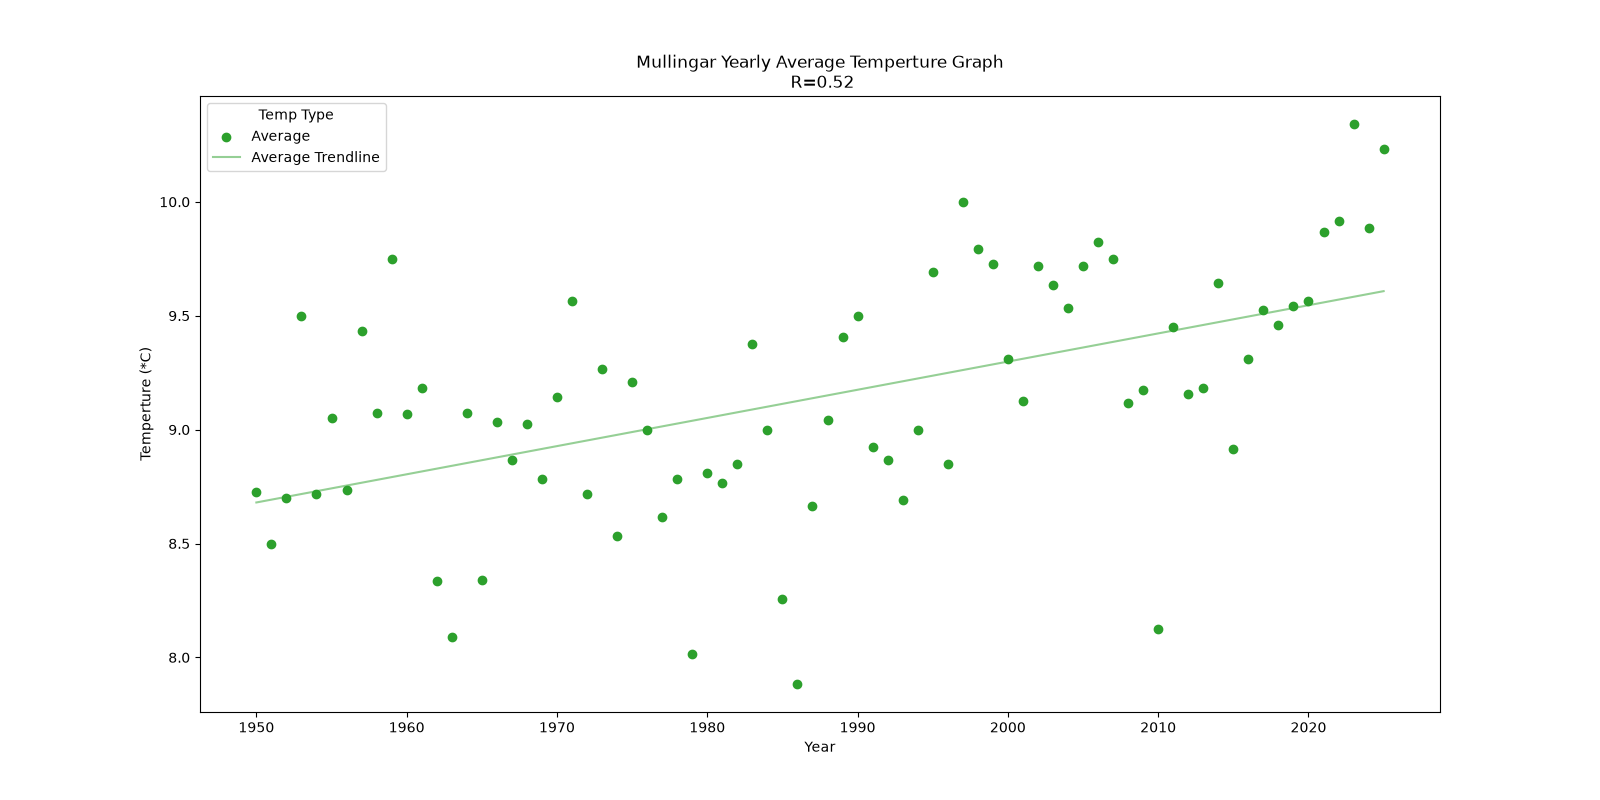 Mullingar Yearly Average Temperture Graph
R=0.52
Temp Type
Average
Average Trendline
Temperture (*C)
10.0
9.5
9.0
8.5
8.0
1950 1960 1970 1980 1990 2000 2010 2020
Year